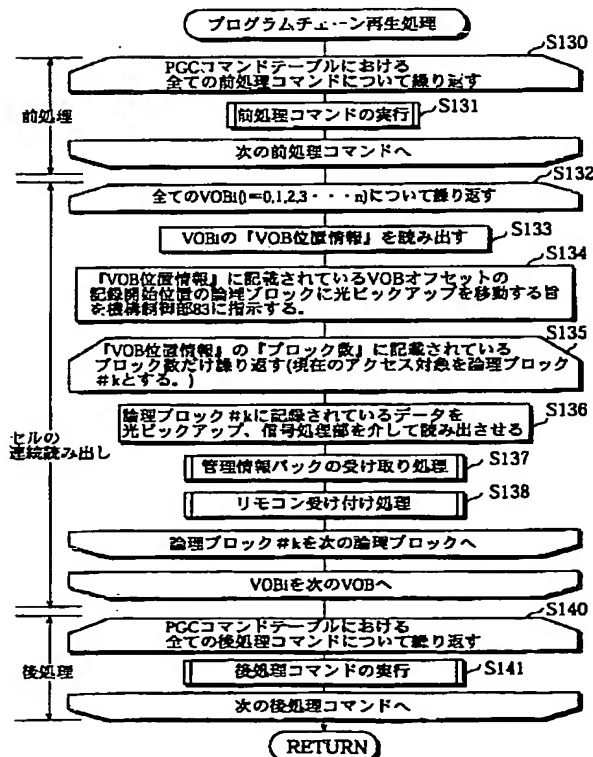 プログラムチェーン再生処理
S130
PGCコマンドテーブルにおける
全ての前処理コマンドについて繰り返す
前処理
前処理コマンドの実行
S131
次の前処理コマンドへ
S132
全てのVOBi(i=0,1,2,3・・・n)について繰り返す
VOBiの『VOB位置情報』を読み出す
S133
S134
『VOB位置情報』に記載されているVOBオフセットの
記録開始位置の論理ブロックに光ピックアップを移動する旨
を機構制御部83に指示する。
S135
『VOB位置情報』の『ブロック数』に記載されている
ブロック数だけ繰り返す(現在のアクセス対象を論理ブロック
#kとする。)
論理ブロック#kに記録されているデータを
光ピックアップ、信号処理部を介して読み出させる
S136
セルの
連続読み出し
管理情報パックの受け取り処理
S137
リモコン受け付け処理
S138
論理ブロック#kを次の論理ブロックへ
VOBiを次のVOBへ
S140
PGCコマンドテーブルにおける
全ての後処理コマンドについて繰り返す
後処理
後処理コマンドの実行
S141
次の後処理コマンドへ
RETURN